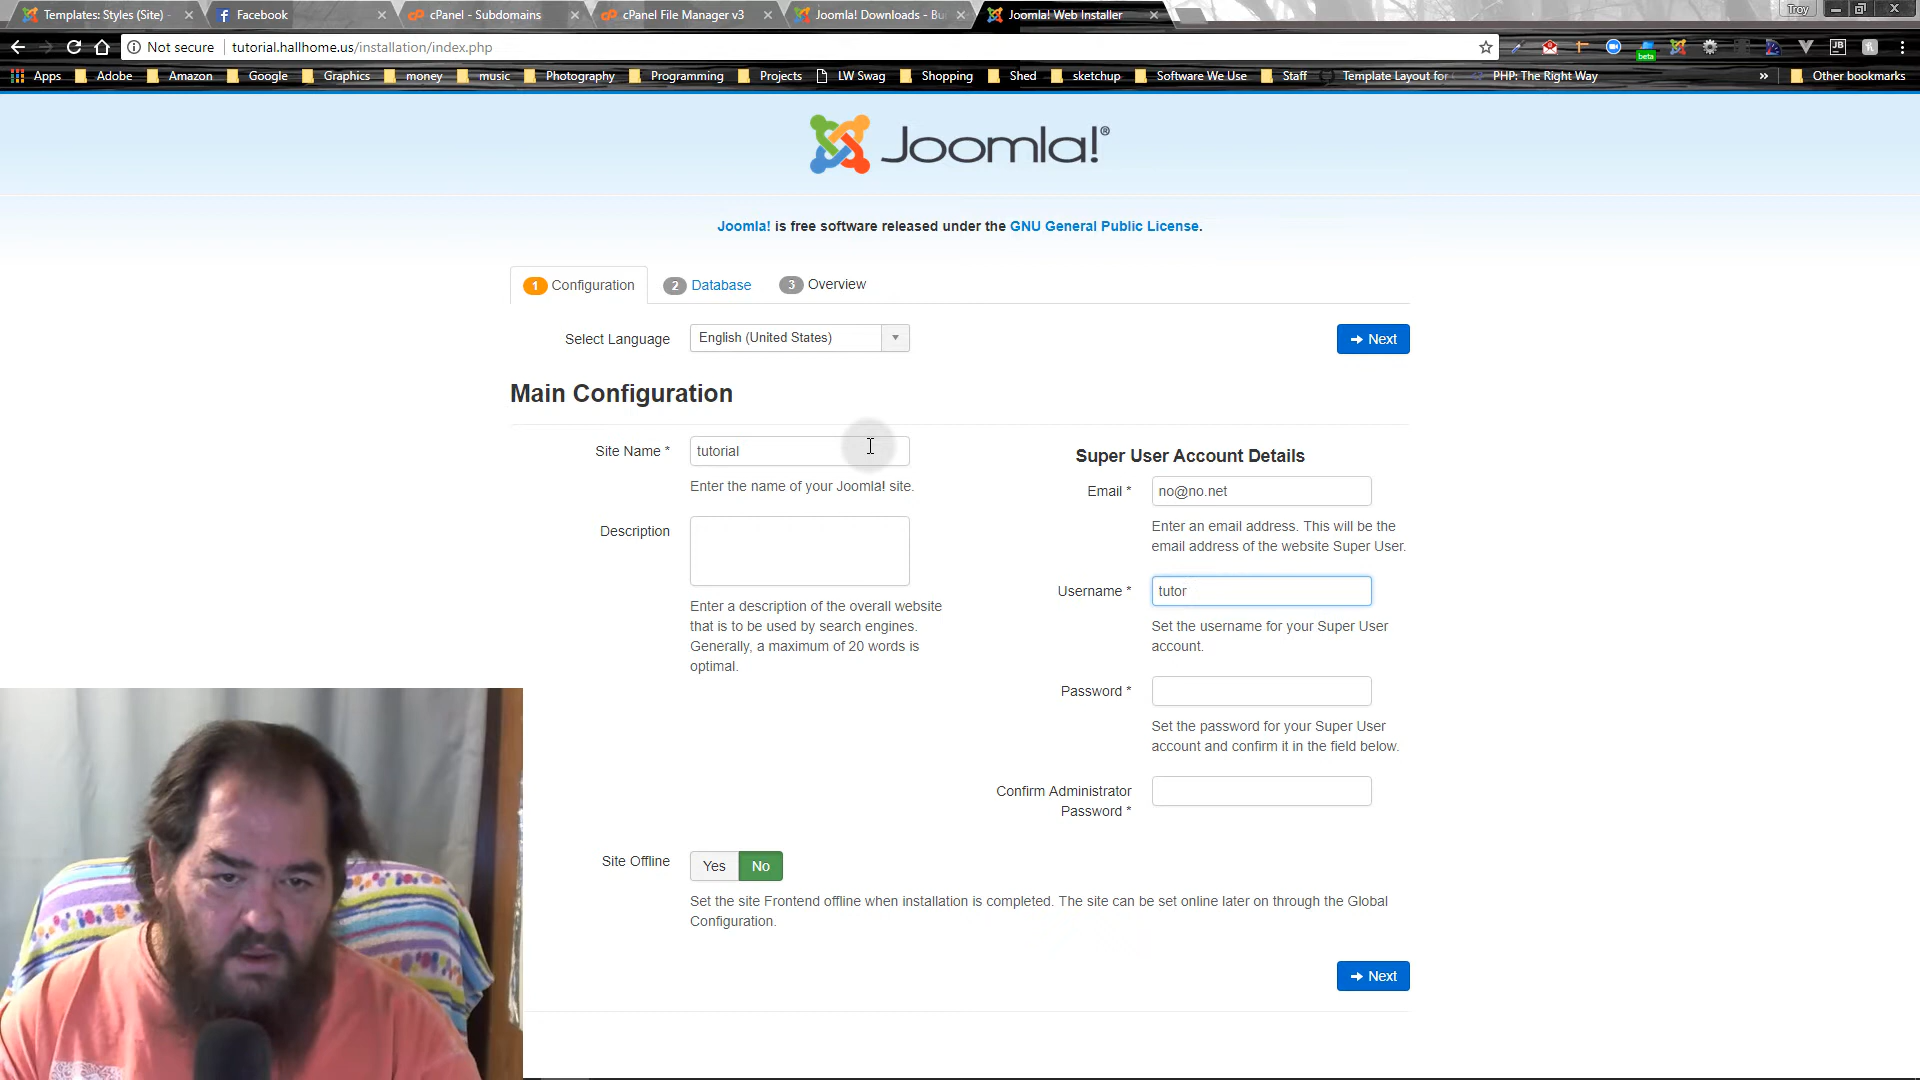 Templates: Styles (Site) -
Facebook
cPanel - Subdomains
cPanel File Manager v3
Joomla! Downloads - Bu
Joomla! Web Installer
Troy
Not secure
tutorial.hallhome.us/installation/index.php
beta
JB
Apps
Adobe
Amazon
Google
Graphics
money
music
Photography
Programming
Projects
LW Swag
Shopping
Shed
sketchup
Software We Use
Staff
Template Layout for
PHP: The Right Way
»
Other bookmarks
Joomla!®
Joomla! is free software released under the GNU General Public License.
1 Configuration
2 Database
3 Overview
Select Language
English (United States)
Next
Main Configuration
Site Name *
tutorial
Enter the name of your Joomla! site.
Description
Enter a description of the overall website
that is to be used by search engines.
Generally, a maximum of 20 words is
optimal.
Super User Account Details
Email *
no@no.net
Enter an email address. This will be the
email address of the website Super User.
Username *
tutor
Set the username for your Super User
account.
Password *
Set the password for your Super User
account and confirm it in the field below.
Confirm Administrator
Password *
Site Offline
Yes
No
Set the site Frontend offline when installation is completed. The site can be set online later on through the Global
Configuration.
Next